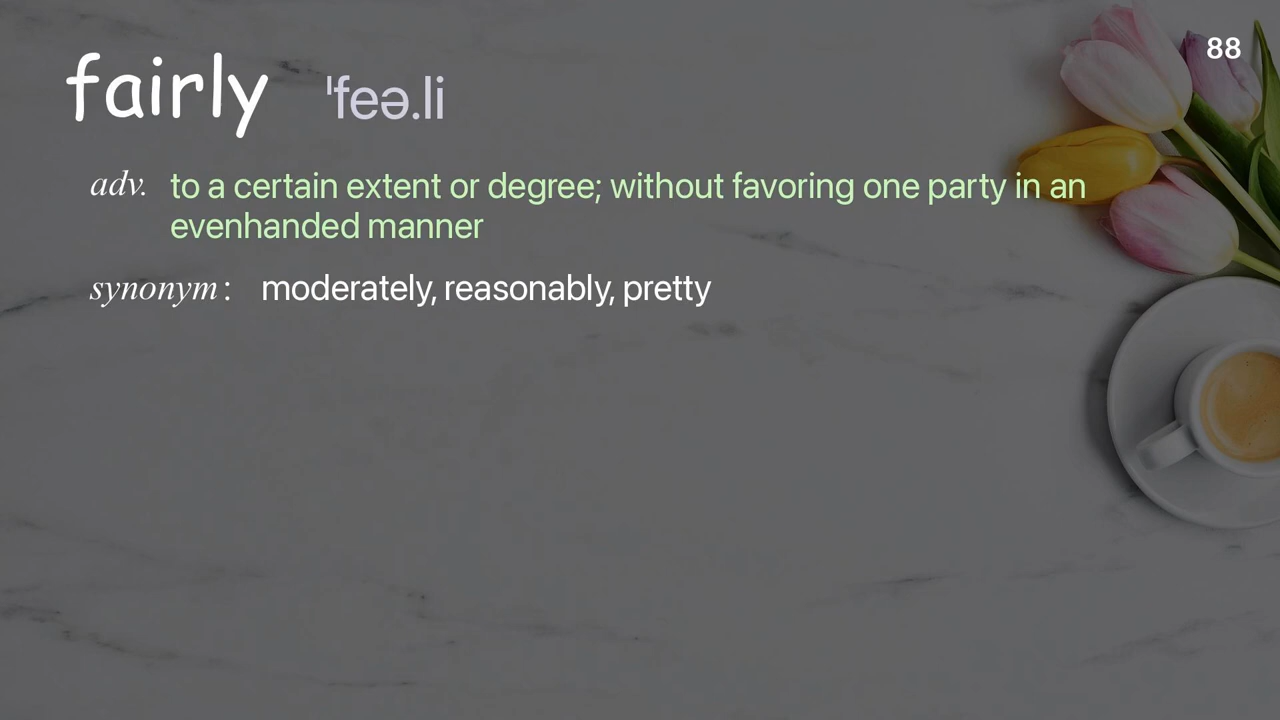 88
fairly ˈfeə.li
adv. to a certain extent or degree; without favoring one party in an
evenhanded manner
synonym : moderately, reasonably, pretty